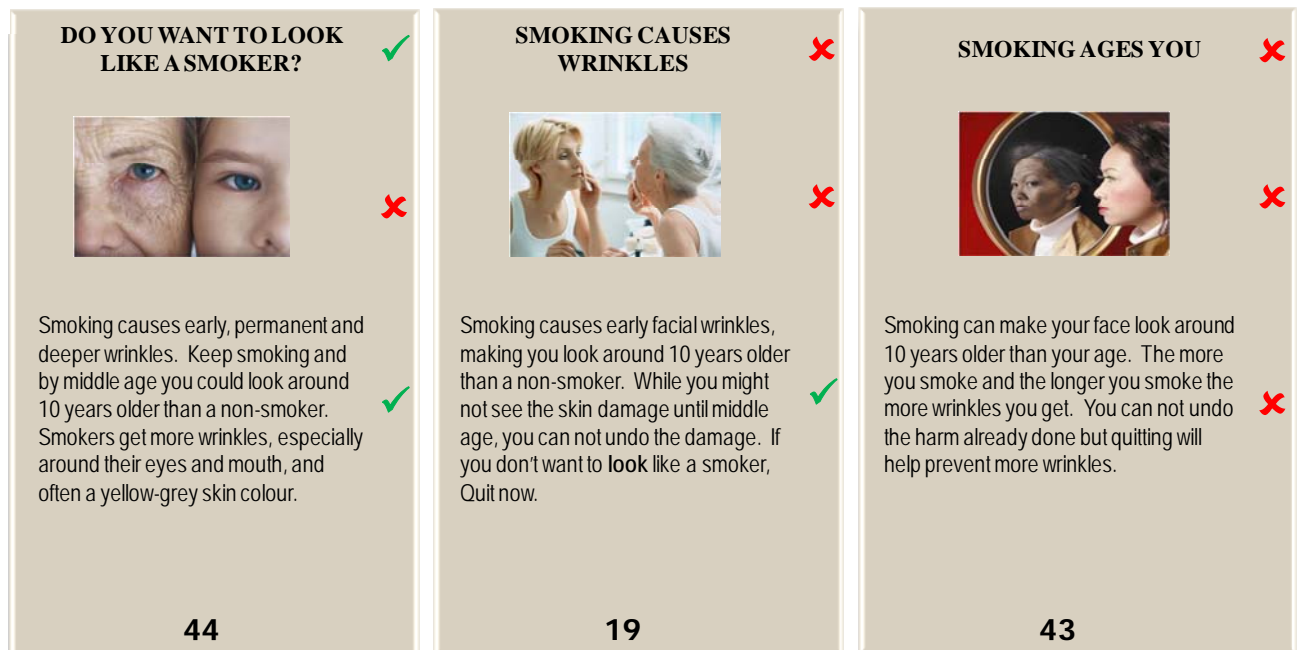 DO YOU WANT TO LOOK
LIKE A SMOKER?
Smoking causes early, permanent and
deeper wrinkles. Keep smoking and
by middle age you could look around
10 years older than a non-smoker.
Smokers get more wrinkles, especially
around their eyes and mouth, and
often a yellow-grey skin colour.
44
SMOKING CAUSES
WRINKLES
Smoking causes early facial wrinkles,
making you look around 10 years older
than a non-smoker. While you might
not see the skin damage until middle
age, you can not undo the damage. If
you don't want to look like a smoker,
Quit now.
19
SMOKING AGES YOU
Smoking can make your face look around
10 years older than your age. The more
you smoke and the longer you smoke the
more wrinkles you get. You can not undo
the harm already done but quitting will
help prevent more wrinkles.
43